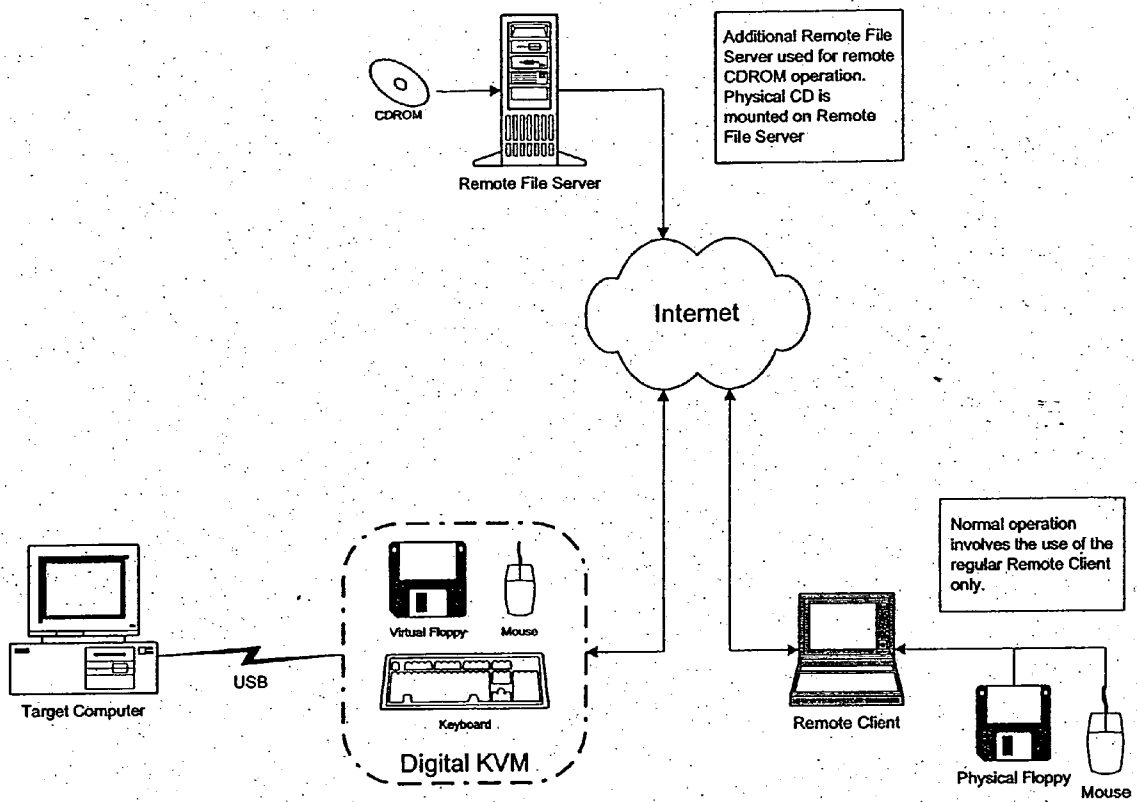 Additional Remote File
Server used for remote
CDROM operation.
Physical CD is
mounted on Remote
File Server
CDROM
Remote File Server
Internet
Normal operation
involves the use of the
regular Remote Client
only.
Virtual Floppy
Mouse
USB
Target Computer
Keyboard
Remote Client
Digital KVM
Physical Floppy
Mouse